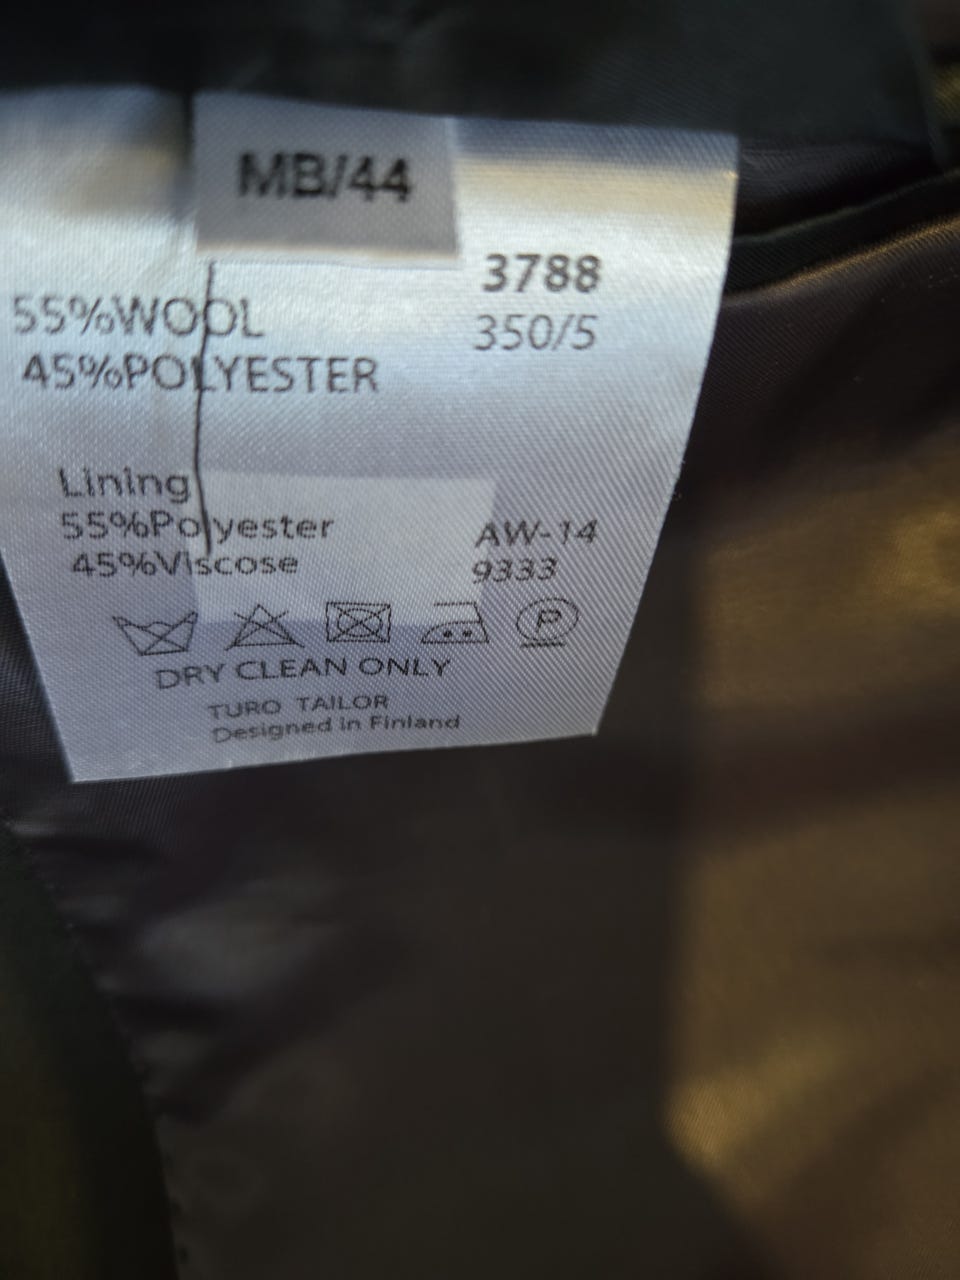 MB/44
3788
350/5
55%WOOL
45%POLYESTER
Lining
55%Polyester
45%Viscose
AW-14
9333
P
DRY CLEAN ONLY
TURO TAILOR
Designed in Finland